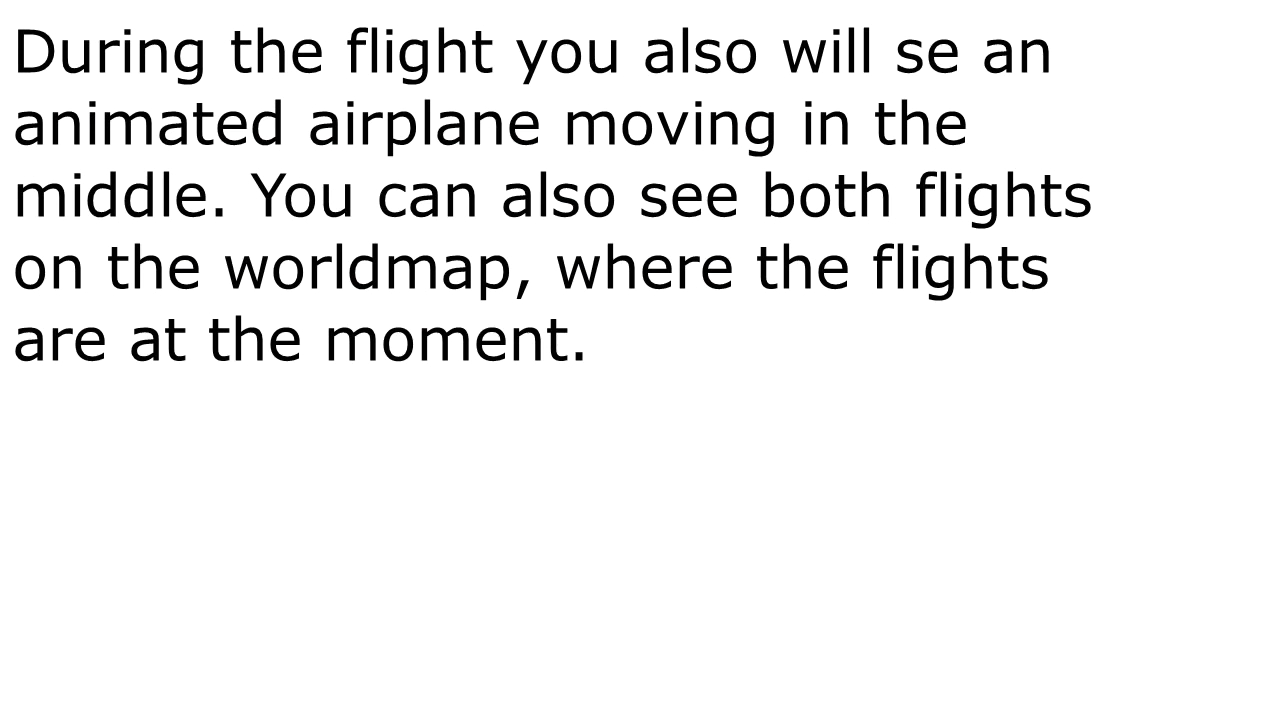 During the flight you also will se an
animated airplane moving in the
middle. You can also see both flights
on the worldmap, where the flights
are at the moment.